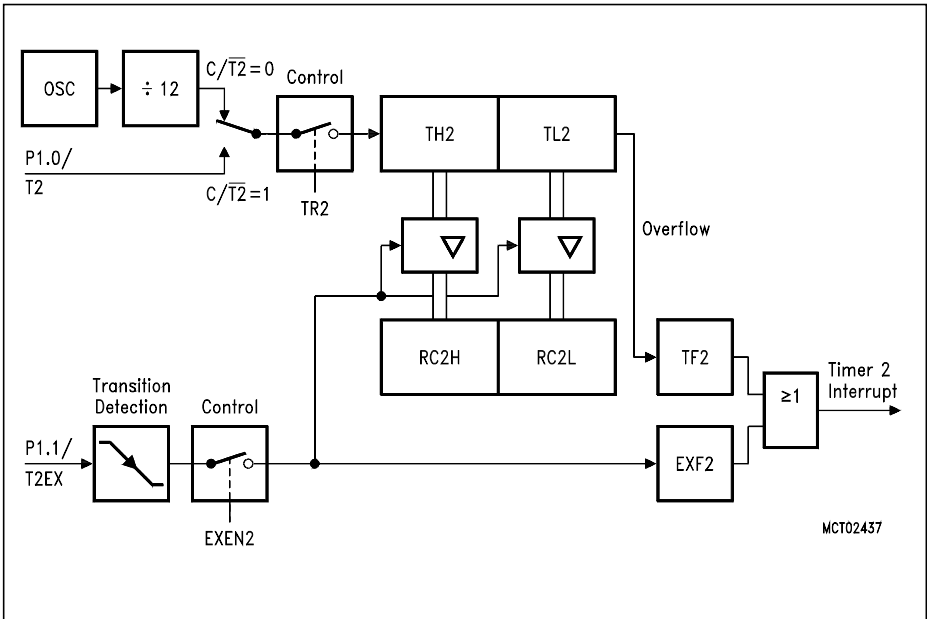 OSC
÷ 12
C/T2̅=0
Control
P1.0/
T2
C/T2̅=1
TR2
TH2
TL2
Overflow
RC2H
RC2L
TF2
Transition
Detection
Control
≥1
Timer 2
Interrupt
P1.1/
T2EX
EXF2
EXEN2
MCT02437